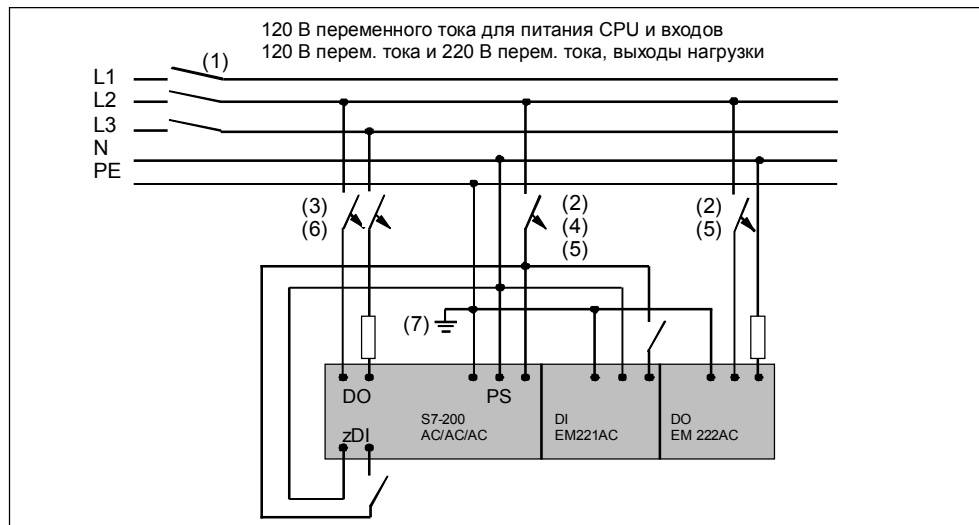 120 В переменного тока для питания CPU и входов
120 В перем. тока и 220 В перем. тока, выходы нагрузки
(1)
L1
L2
L3
N
PE
(3)
(6)
(2)
(4)
(5)
(2)
(5)
(7)
DO
PS
S7-200
AC/AC/AC
zDI
DI
EM221AC
DO
EM 222AC